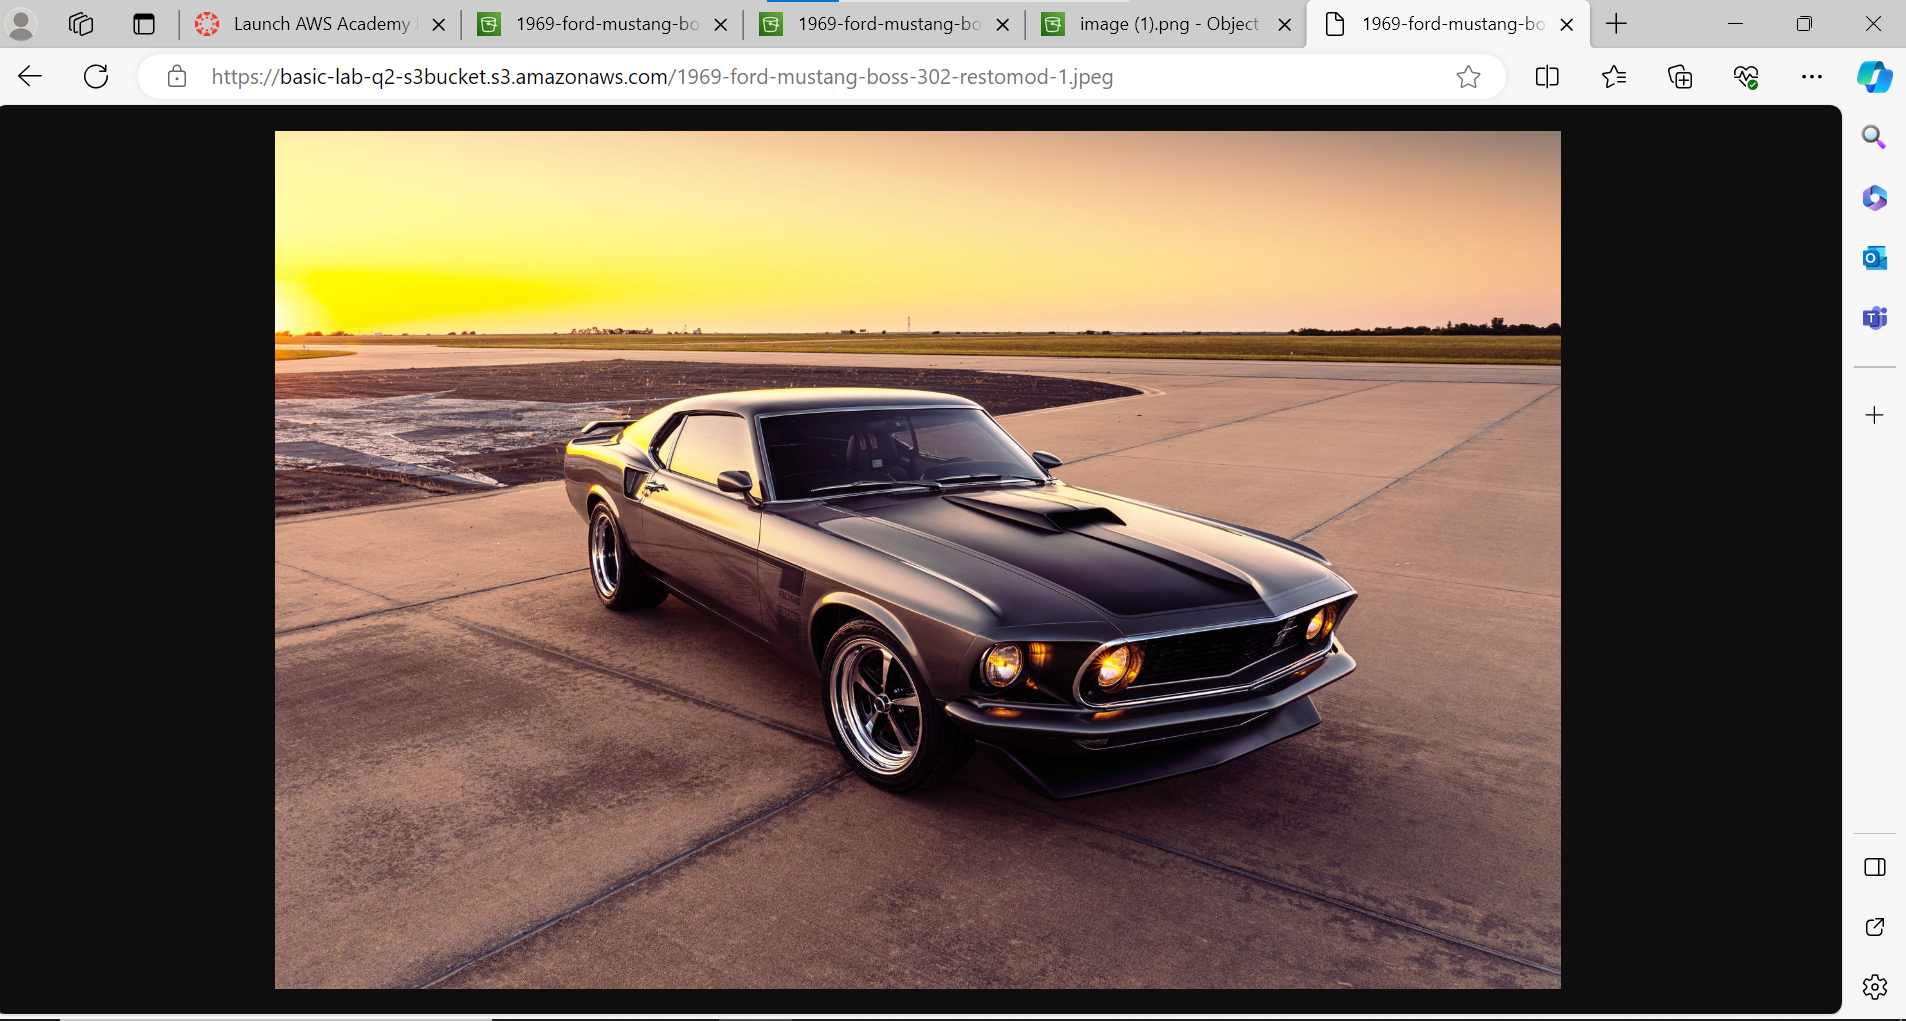 Launch AWS Academy
1969-ford-mustang-bo
1969-ford-mustang-bo
image (1).png - Object
1969-ford-mustang-bo
https://basic-lab-q2-s3bucket.s3.amazonaws.com/1969-ford-mustang-boss-302-restomod-1.jpeg
BOSS